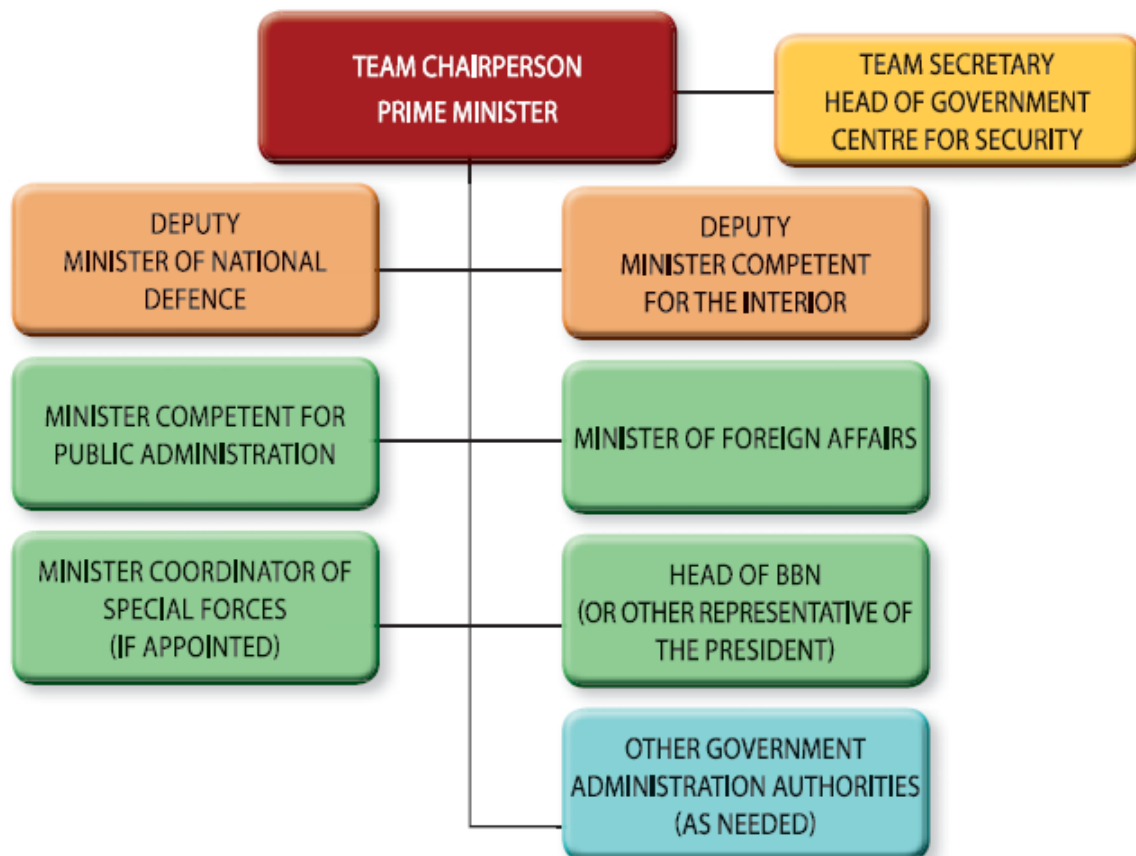 TEAM CHAIRPERSON
PRIME MINISTER
TEAM SECRETARY
HEAD OF GOVERNMENT
CENTRE FOR SECURITY
DEPUTY
MINISTER OF NATIONAL
DEFENCE
DEPUTY
MINISTER COMPETENT
FOR THE INTERIOR
MINISTER COMPETENT FOR
PUBLIC ADMINISTRATION
MINISTER OF FOREIGN AFFAIRS
MINISTER COORDINATOR OF
SPECIAL FORCES
(IF APPOINTED)
HEAD OF BBN
(OR OTHER REPRESENTATIVE OF
THE PRESIDENT)
OTHER GOVERNMENT
ADMINISTRATION AUTHORITIES
(AS NEEDED)